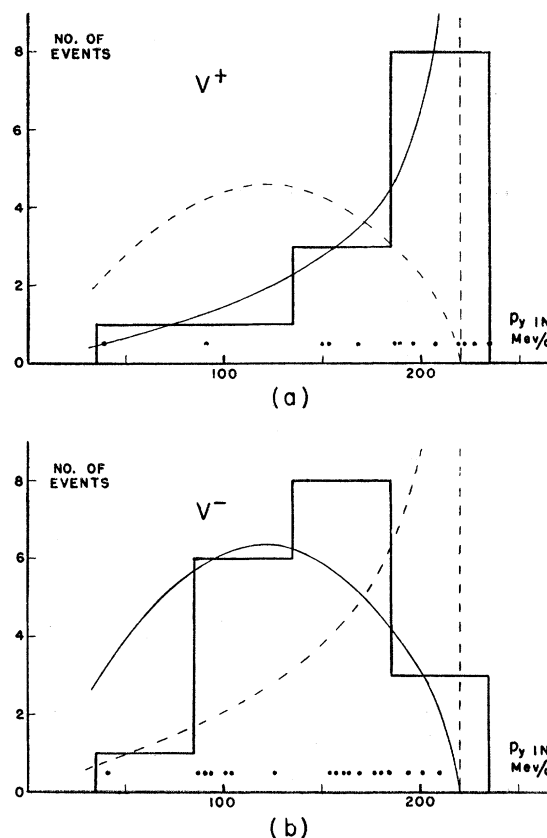 NO. OF
EVENTS
V+
8
6
4
2
0
100
200
py IN
Mev/c
(a)
NO. OF
EVENTS
V−
8
6
4
2
0
100
200
py IN
Mev/c
(b)